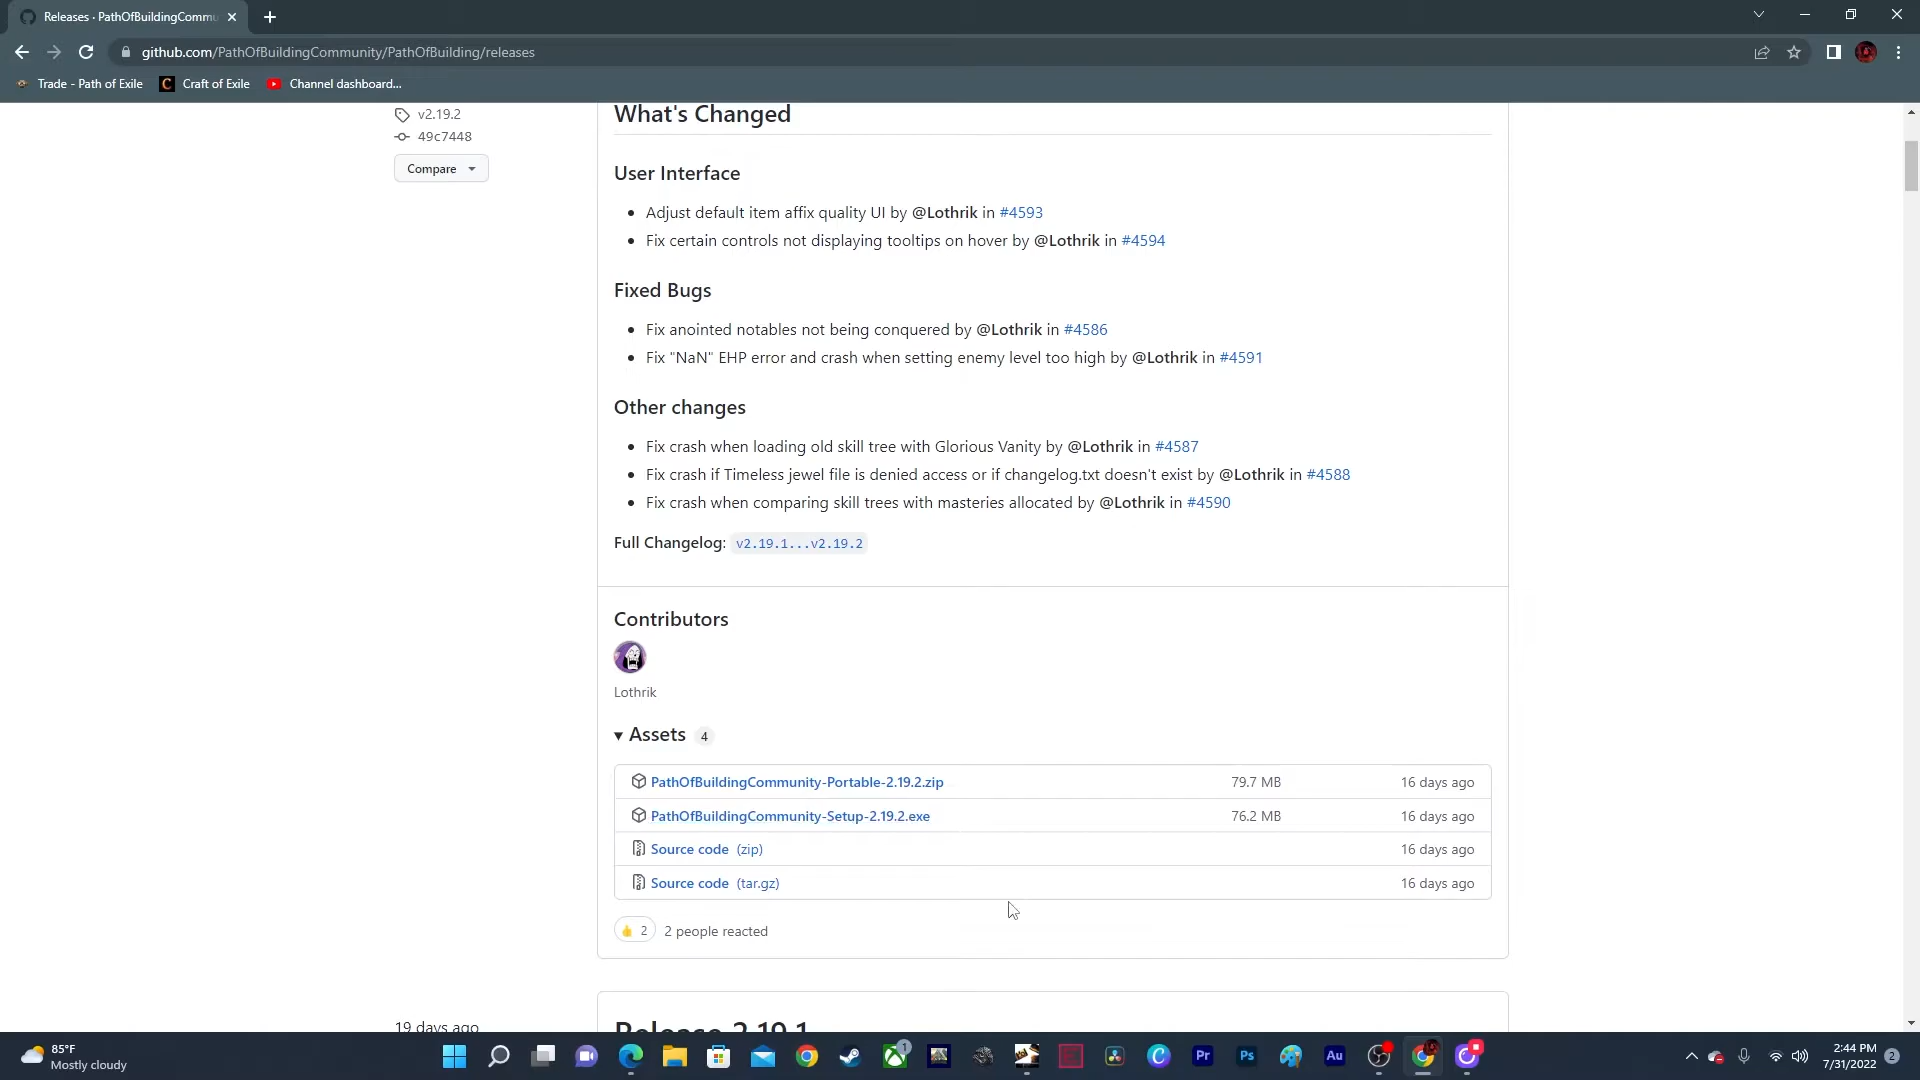 Releases · PathOfBuildingCommu
github.com/PathOfBuildingCommunity/PathOfBuilding/releases
Trade - Path of Exile
C
Craft of Exile
Channel dashboard...
v2.19.2
49c7448
Compare
What's Changed
User Interface
Adjust default item affix quality UI by @Lothrik in #4593
Fix certain controls not displaying tooltips on hover by @Lothrik in #4594
Fixed Bugs
Fix anointed notables not being conquered by @Lothrik in #4586
Fix "NaN" EHP error and crash when setting enemy level too high by @Lothrik in #4591
Other changes
Fix crash when loading old skill tree with Glorious Vanity by @Lothrik in #4587
Fix crash if Timeless jewel file is denied access or if changelog.txt doesn't exist by @Lothrik in #4588
Fix crash when comparing skill trees with masteries allocated by @Lothrik in #4590
Full Changelog: v2.19.1...v2.19.2
Contributors
Lothrik
Assets 4
PathOfBuildingCommunity-Portable-2.19.2.zip 79.7 MB 16 days ago
PathOfBuildingCommunity-Setup-2.19.2.exe 76.2 MB 16 days ago
Source code (zip) 16 days ago
Source code (tar.gz) 16 days ago
2 2 people reacted
19 days ago
Release 2.19.1
85°F
Mostly cloudy
1
C
Pr
Ps
Au
2:44 PM
7/31/2022
2